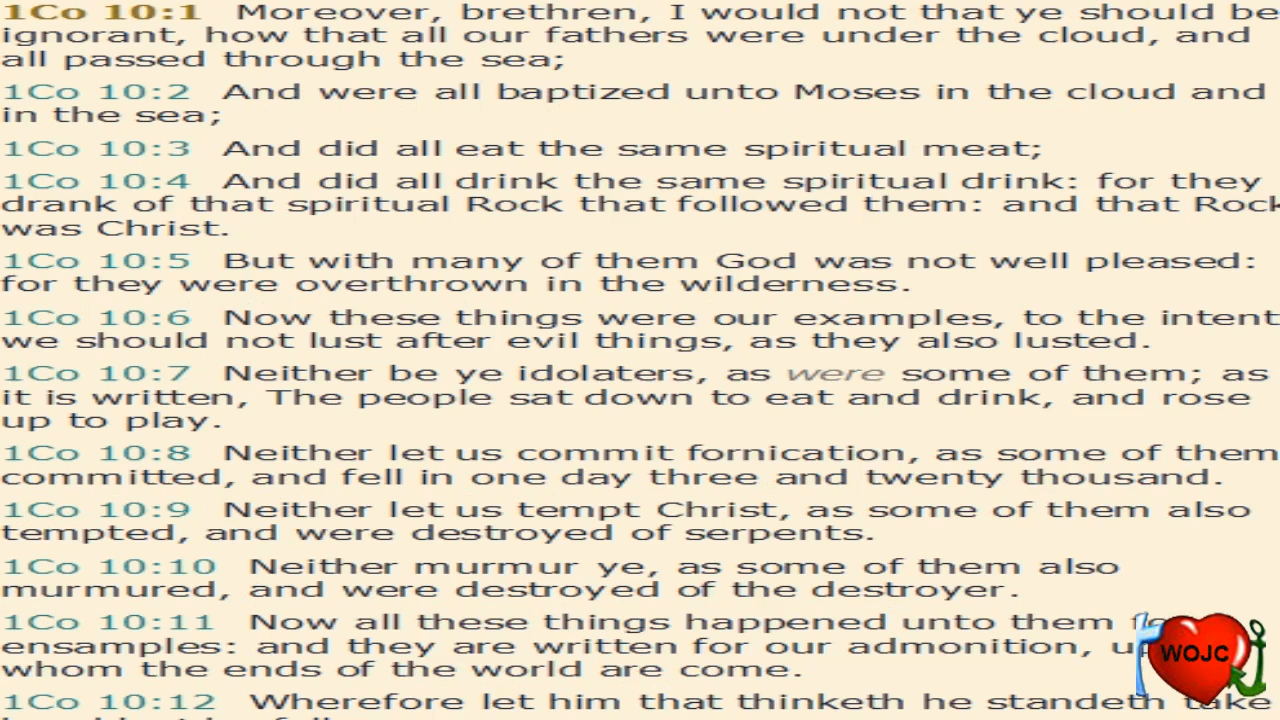 1Co 10:1 Moreover, brethren, I would not that ye should be
ignorant, how that all our fathers were under the cloud, and
all passed through the sea;
1Co 10:2 And were all baptized unto Moses in the cloud and
in the sea;
1Co 10:3 And did all eat the same spiritual meat;
1Co 10:4 And did all drink the same spiritual drink: for they
drank of that spiritual Rock that followed them: and that Rock
was Christ.
1Co 10:5 But with many of them God was not well pleased:
for they were overthrown in the wilderness.
1Co 10:6 Now these things were our examples, to the intent
we should not lust after evil things, as they also lusted.
1Co 10:7 Neither be ye idolaters, as were some of them; as
it is written, The people sat down to eat and drink, and rose
up to play.
1Co 10:8 Neither let us commit fornication, as some of them
committed, and fell in one day three and twenty thousand.
1Co 10:9 Neither let us tempt Christ, as some of them also
tempted, and were destroyed of serpents.
1Co 10:10 Neither murmur ye, as some of them also
murmured, and were destroyed of the destroyer.
1Co 10:11 Now all these things happened unto them
ensamples: and they are written for our admonition,
whom the ends of the world are come.
WOJC
1Co 10:12 Wherefore let him that thinketh he standeth take